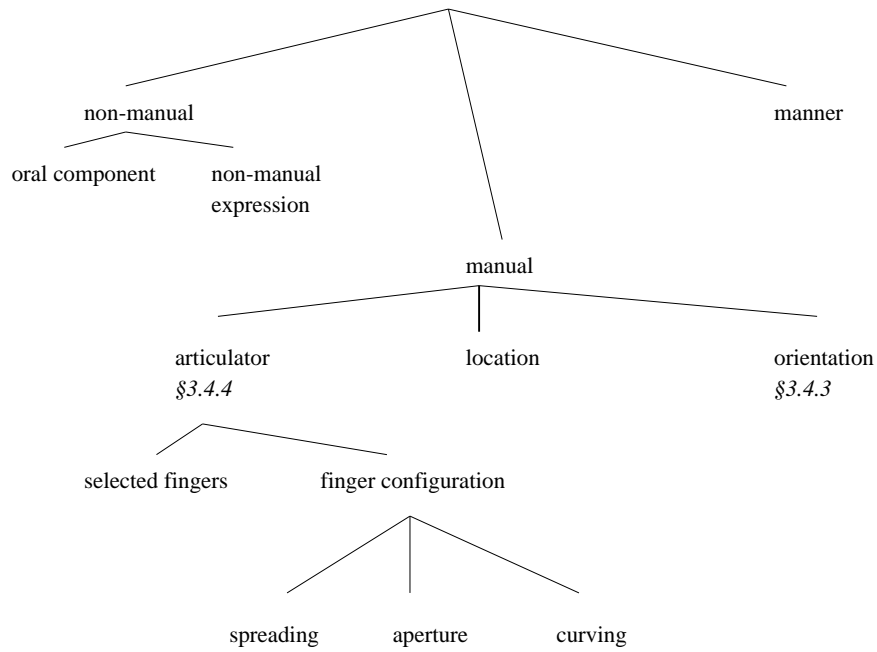 non-manual
manner
oral component
non-manual
expression
manual
articulator
§3.4.4
location
orientation
§3.4.3
selected fingers
finger configuration
spreading
aperture
curving